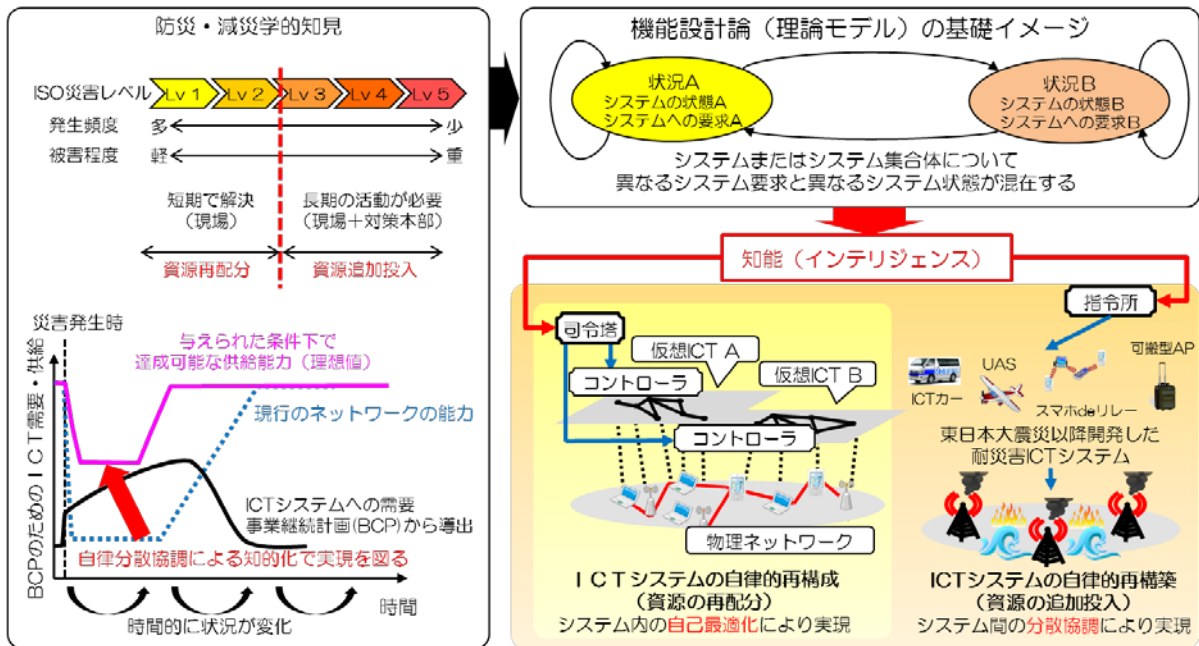 防災・減災学的知見
ISO災害レベル
Lv 1
Lv 2
Lv 3
Lv 4
Lv 5
発生頻度 多 少
被害程度 軽 重
短期で解決
(現場)
長期の活動が必要
(現場+対策本部)
資源再配分
資源追加投入
災害発生時
BCPのためのICT需要・供給
与えられた条件下で
達成可能な供給能力(理想値)
現行のネットワークの能力
ICTシステムへの需要
事業継続計画(BCP)から導出
自律分散協調による知的化で実現を図る
時間
時間的に状況が変化
機能設計論(理論モデル)の基礎イメージ
状況A
システムの状態A
システムへの要求A
状況B
システムの状態B
システムへの要求B
システムまたはシステム集合体について
異なるシステム要求と異なるシステム状態が混在する
知能(インテリジェンス)
司令塔
仮想ICT A
コントローラ
仮想ICT B
コントローラ
物理ネットワーク
ICTシステムの自律的再構成
(資源の再配分)
システム内の自己最適化により実現
指令所
ICTカー
UAS
スマホdeリレー
可搬型AP
東日本大震災以降開発した
耐災害ICTシステム
ICTシステムの自律的再構築
(資源の追加投入)
システム間の分散協調により実現